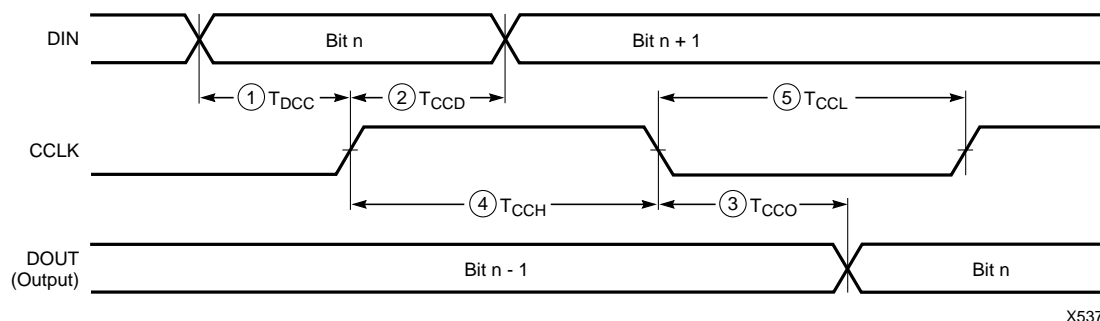 DIN
Bit n
Bit n + 1
1 TDCC
2 TCCD
5 TCCL
CCLK
4 TCCH
3 TCCO
DOUT
(Output)
Bit n - 1
Bit n
X537